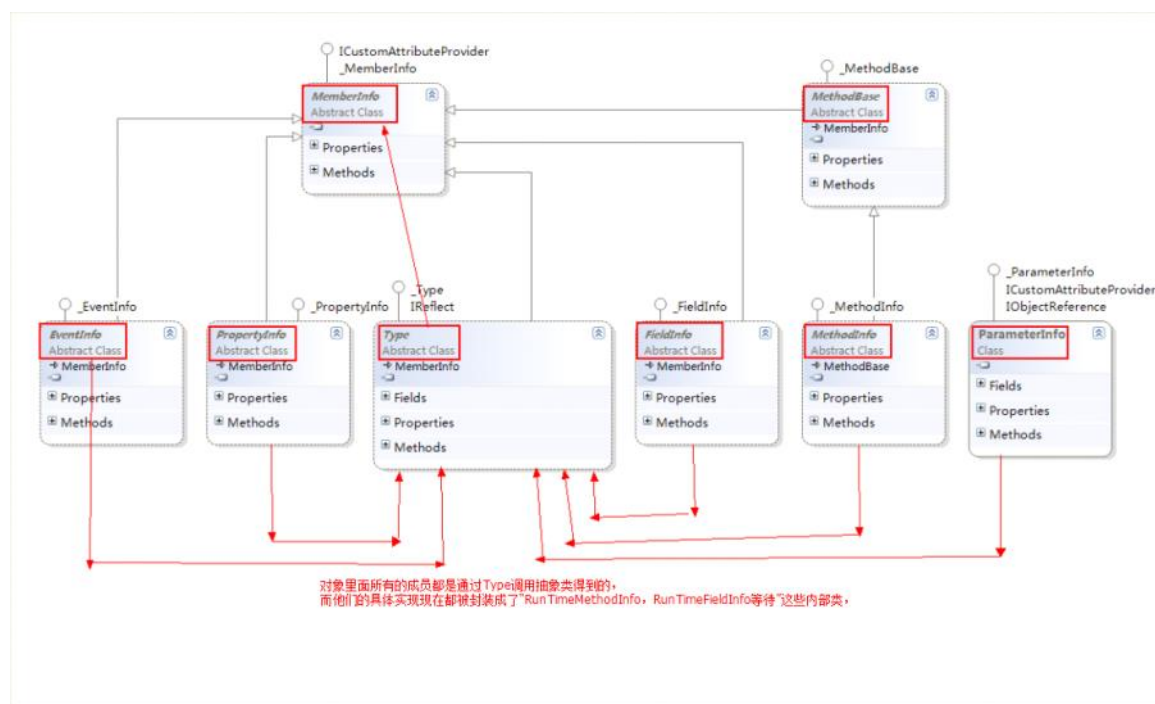 ICustomAttributeProvider
_MemberInfo
MemberInfo
Abstract Class
Properties
Methods
_MethodBase
MethodBase
Abstract Class
MemberInfo
Properties
Methods
_EventInfo
EventInfo
Abstract Class
MemberInfo
Properties
Methods
_PropertyInfo
PropertyInfo
Abstract Class
MemberInfo
Properties
Methods
_Type
IReflect
Type
Abstract Class
MemberInfo
Fields
Properties
Methods
_FieldInfo
FieldInfo
Abstract Class
MemberInfo
Properties
Methods
_MethodInfo
MethodInfo
Abstract Class
MethodBase
Properties
Methods
_ParameterInfo
ICustomAttributeProvider
IObjectReference
ParameterInfo
Class
Fields
Properties
Methods
对象里面所有的成员都是通过Type调用抽象类得到的，
而他们的具体实现现在都被封装成了"RunTimeMethodInfo，RunTimeFieldInfo等待"这些内部类，